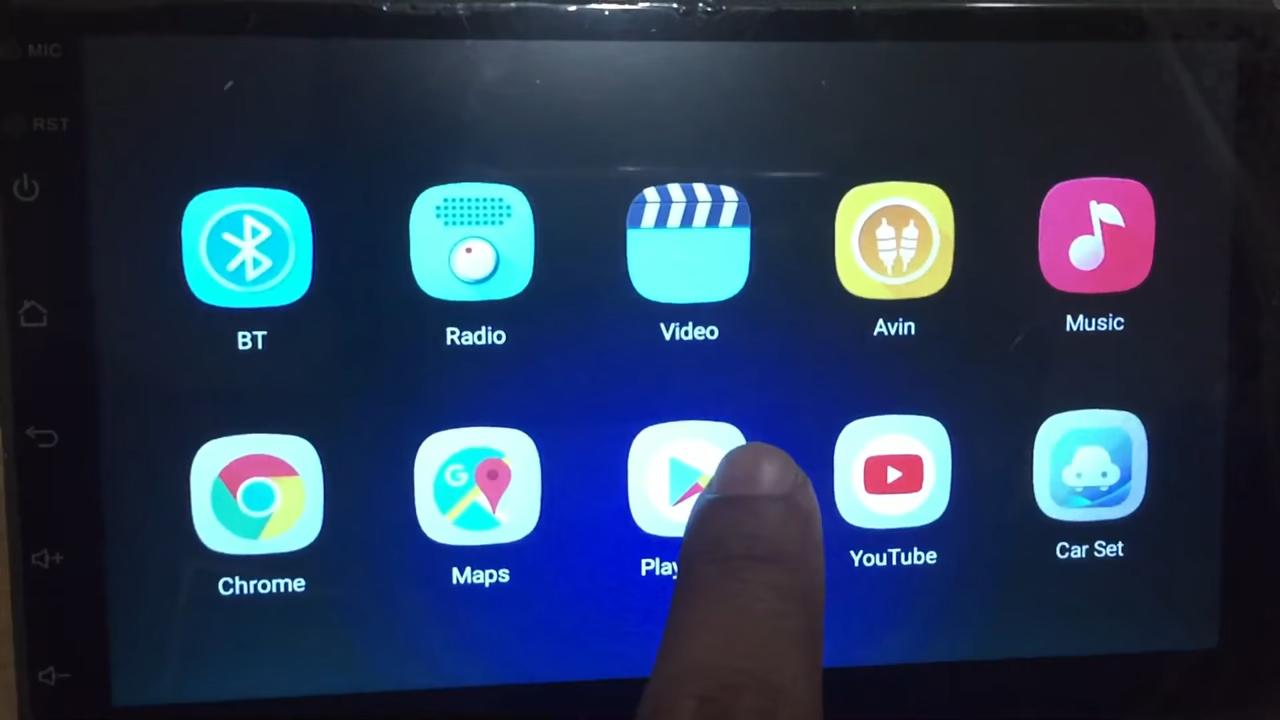 MIC
RST
BT
Radio
Video
Avin
Music
G
Chrome
Maps
Play
YouTube
Car Set